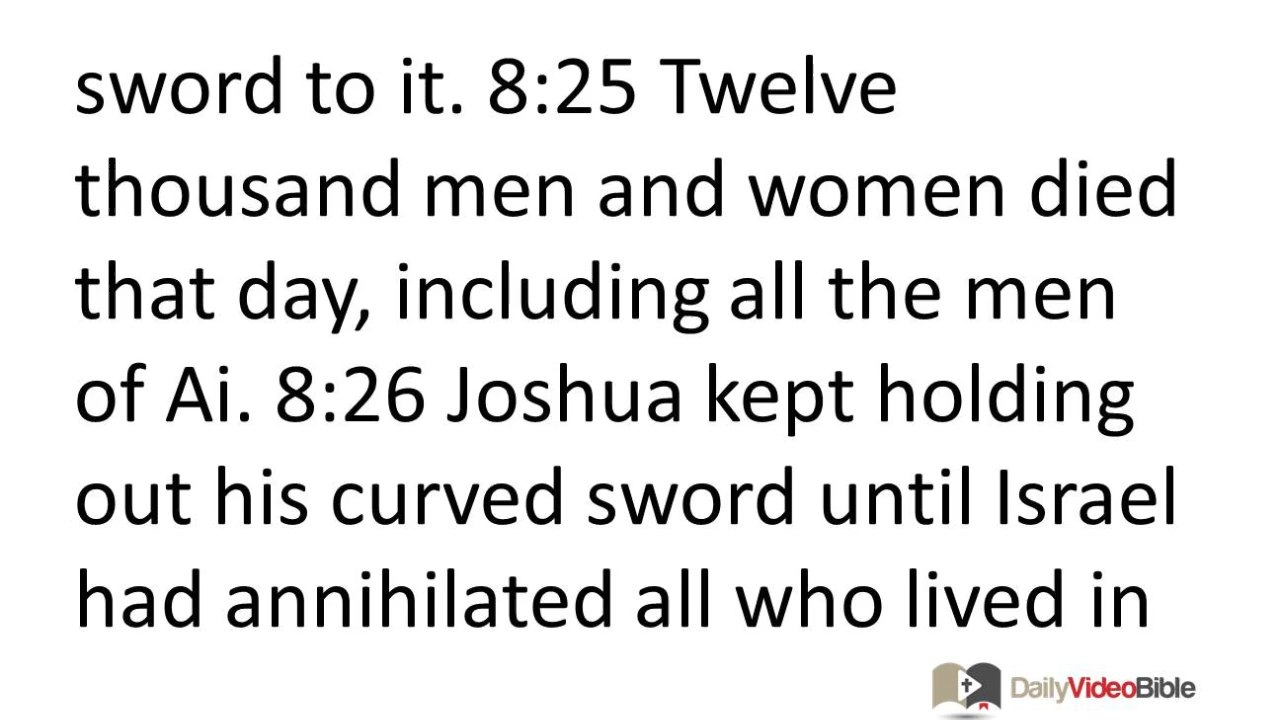 sword to it. 8:25 Twelve
thousand men and women died
that day, including all the men
of Ai. 8:26 Joshua kept holding
out his curved sword until Israel
had annihilated all who lived in
DailyVideoBible